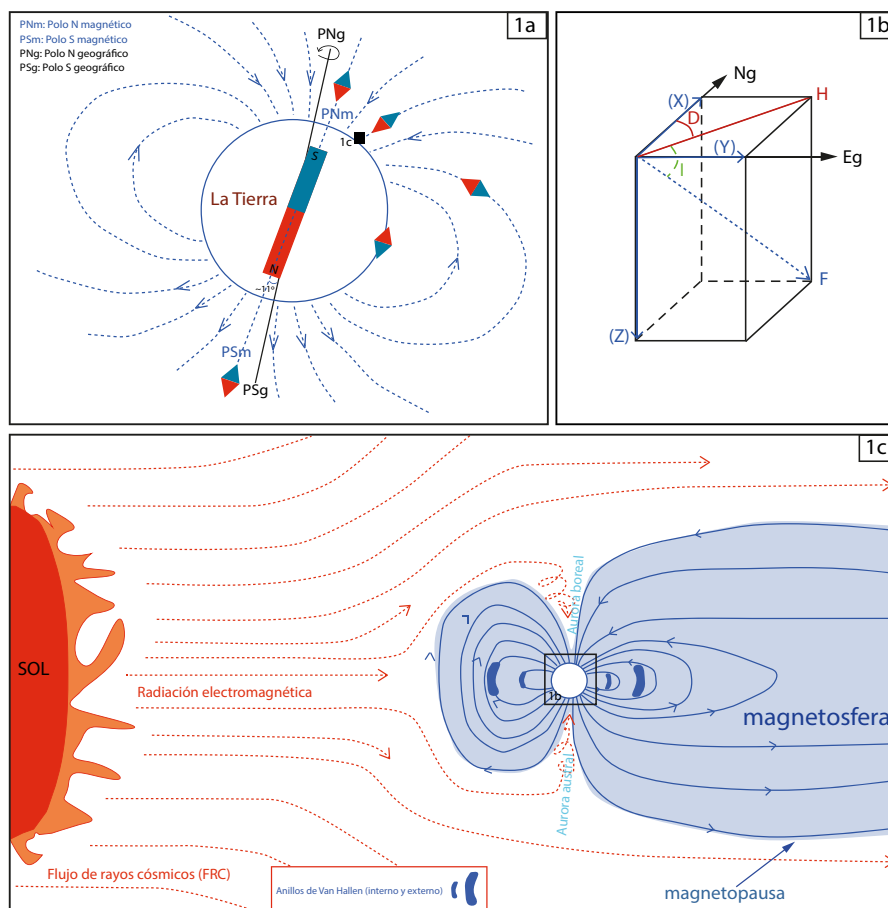 1a
PNm: Polo N magnético
PSm: Polo S magnético
PNg: Polo N geográfico
PSg: Polo S geográfico
PNg
PNm
1c
S
La Tierra
N
~11º
PSm
PSg
1b
Ng
(X)
H
D
(Y)
Eg
I
F
(Z)
1c
SOL
Radiación electromagnética
Aurora boreal
1b
magnetosfera
Aurora austral
Flujo de rayos cósmicos (FRC)
Anillos de Van Hallen (interno y externo)
magnetopausa